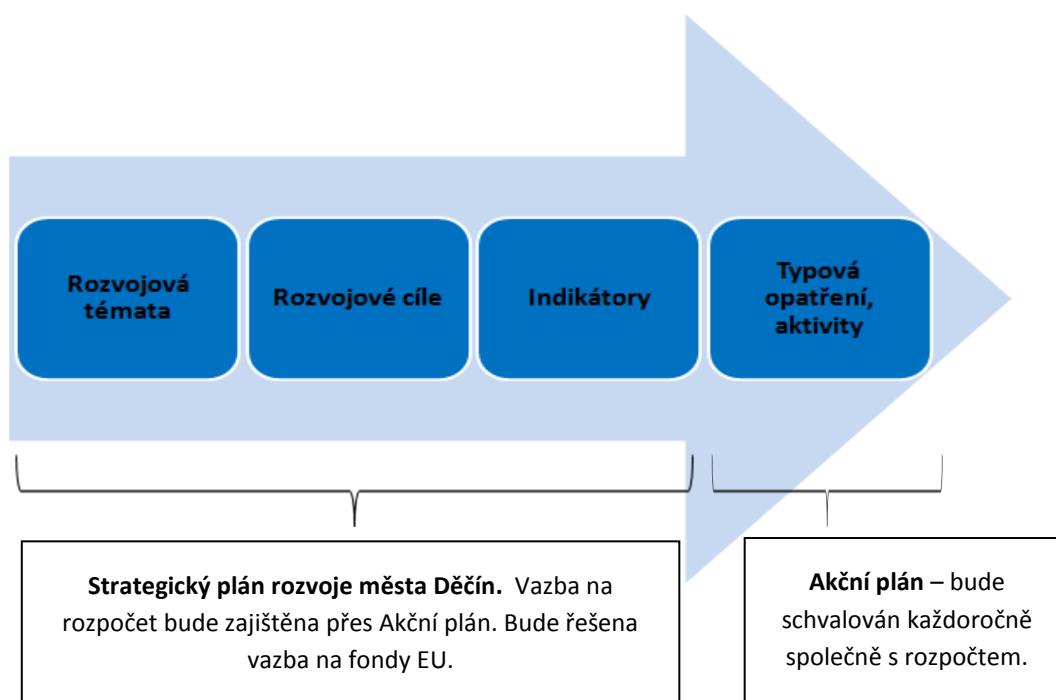 Rozvojová
témata
Rozvojové cíle
Indikátory
Typová
opatření,
aktivity
Strategický plán rozvoje města Děčín. Vazba na
rozpočet bude zajištěna přes Akční plán. Bude řešena
vazba na fondy EU.
Akční plán – bude
schvalován každoročně
společně s rozpočtem.